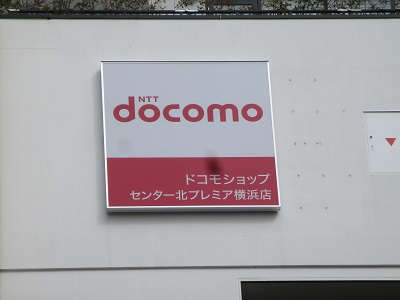 NTT
docomo
ドコモショップ
センター北プレミア横浜店